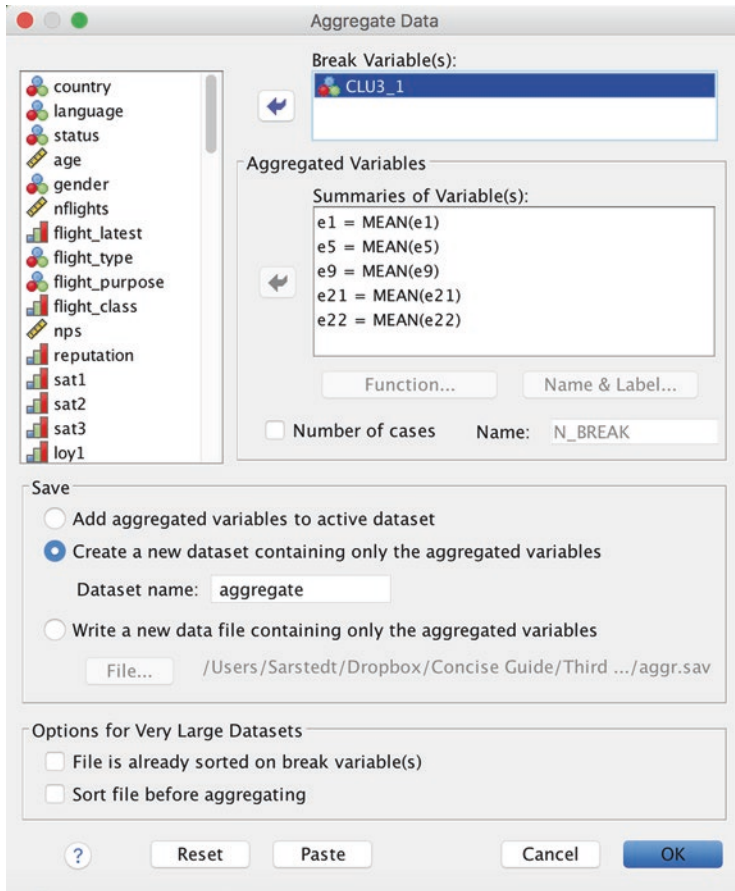 Aggregate Data
country
language
status
age
gender
nflights
flight_latest
flight_type
flight_purpose
flight_class
nps
reputation
sat1
sat2
sat3
loy1
Break Variable(s):
CLU3_1
Aggregated Variables
Summaries of Variable(s):
e1 = MEAN(e1)
e5 = MEAN(e5)
e9 = MEAN(e9)
e21 = MEAN(e21)
e22 = MEAN(e22)
Function... Name & Label...
Number of cases Name: N_BREAK
Save
Add aggregated variables to active dataset
Create a new dataset containing only the aggregated variables
Dataset name: aggregate
Write a new data file containing only the aggregated variables
File... /Users/Sarstedt/Dropbox/Concise Guide/Third .../aggr.sav
Options for Very Large Datasets
File is already sorted on break variable(s)
Sort file before aggregating
? Reset Paste Cancel OK